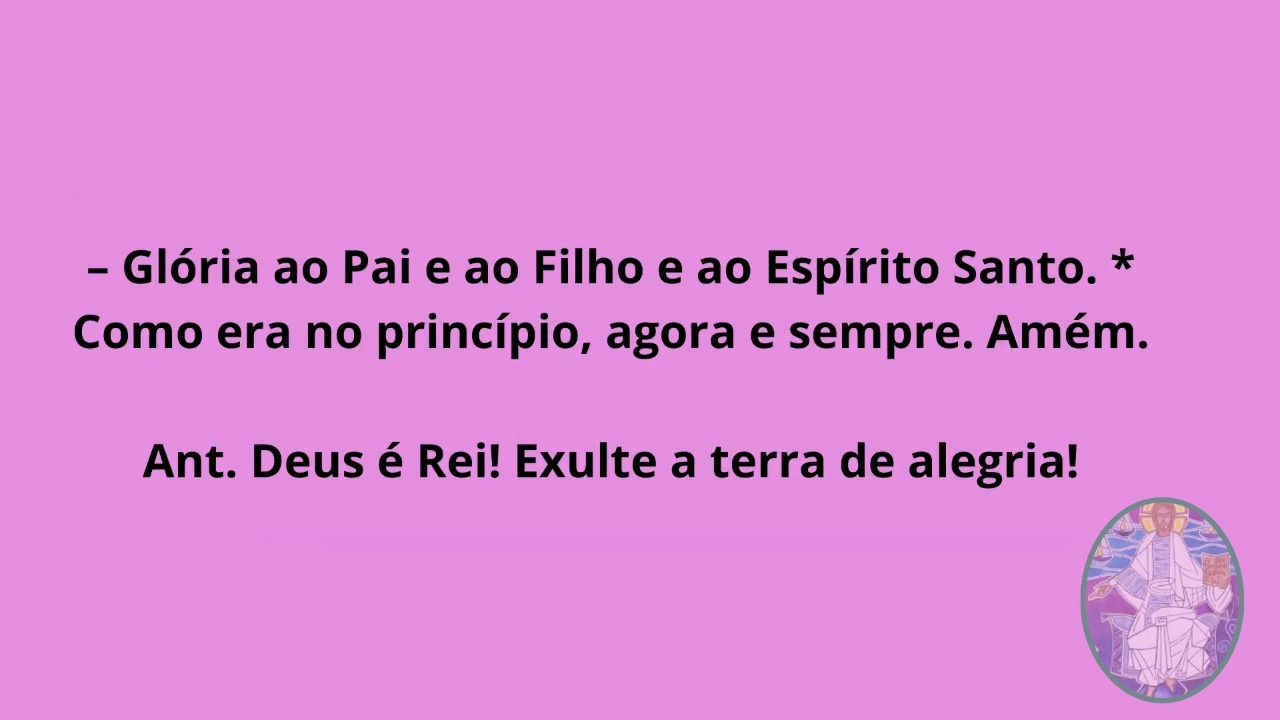 – Glória ao Pai e ao Filho e ao Espírito Santo. *
Como era no princípio, agora e sempre. Amém.
Ant. Deus é Rei! Exulte a terra de alegria!